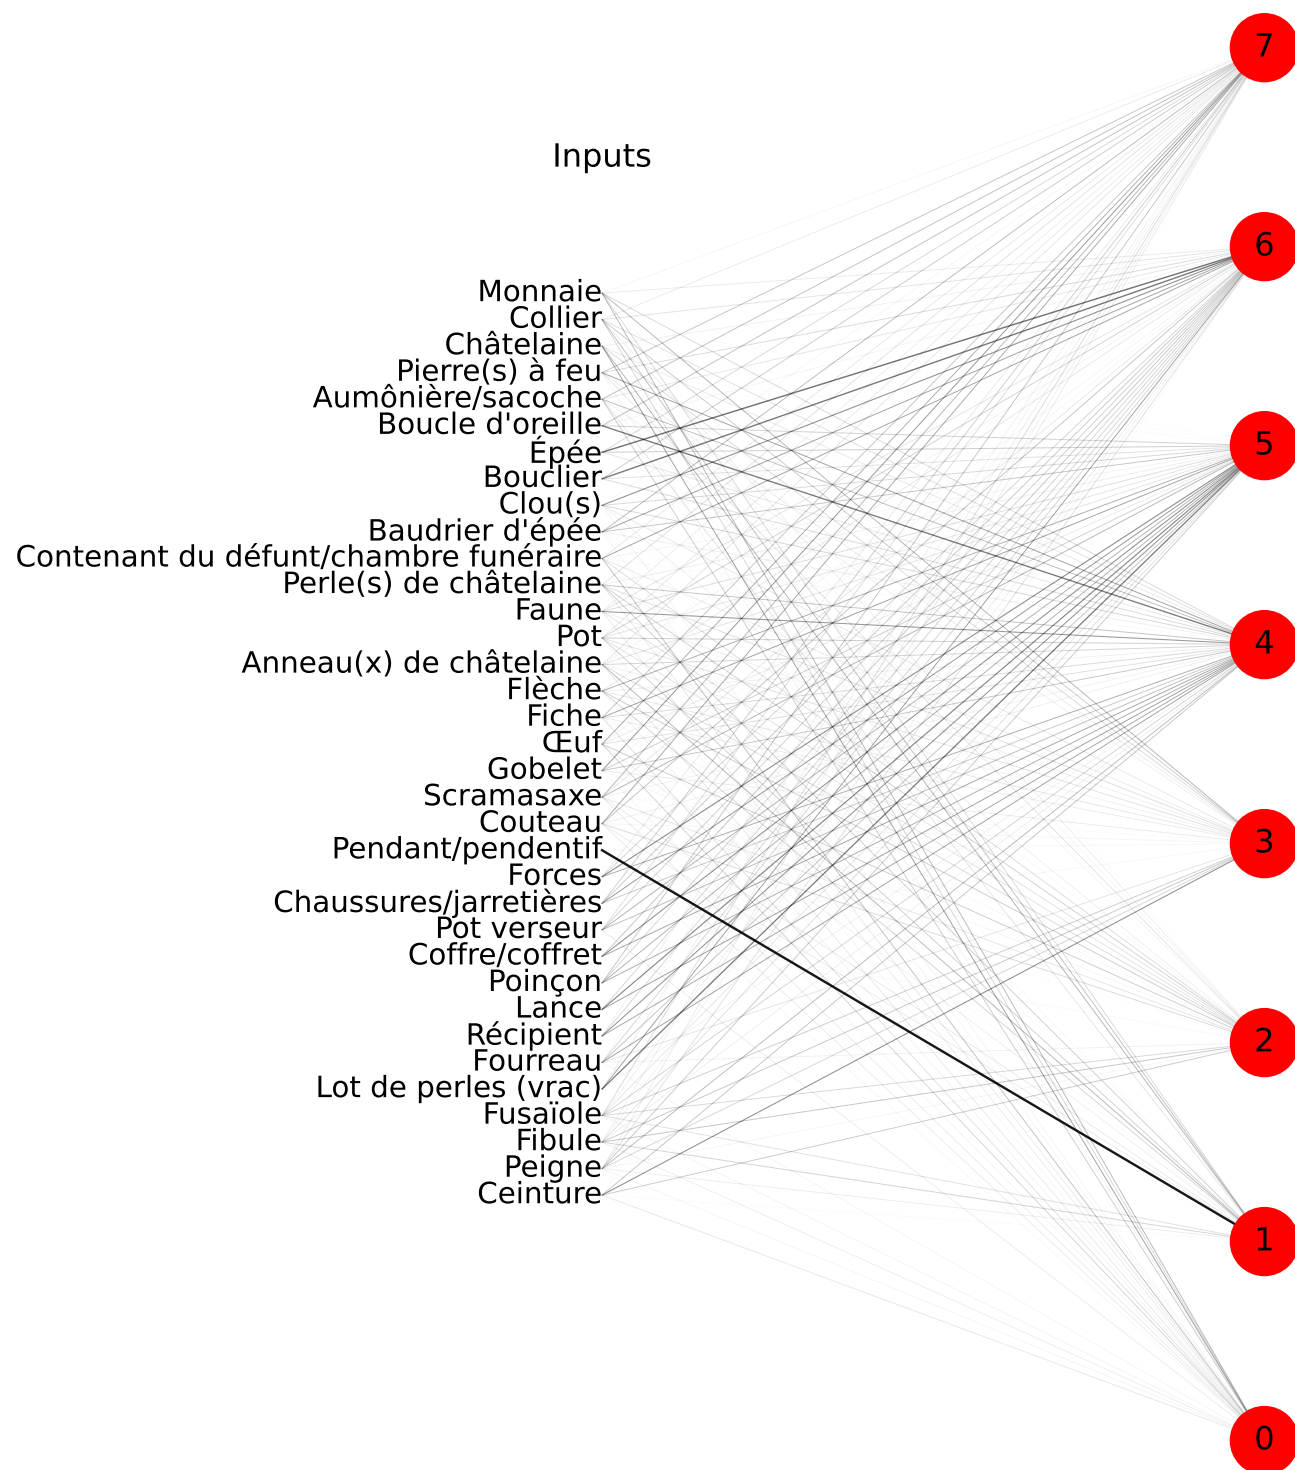 7
Inputs
6
Monnaie
Collier
Châtelaine
Pierre(s) à feu
Aumônière/sacoche
Boucle d'oreille
5
Épée
Bouclier
Clou(s)
Baudrier d'épée
Contenant du défunt/chambre funéraire
Perle(s) de châtelaine
Faune
Pot
4
Anneau(x) de châtelaine
Flèche
Fiche
Œuf
Gobelet
Scramasaxe
Couteau
3
Pendant/pendentif
Forces
Chaussures/jarretières
Pot verseur
Coffre/coffret
Poinçon
Lance
Récipient
2
Fourreau
Lot de perles (vrac)
Fusaïole
Fibule
Peigne
Ceinture
1
0